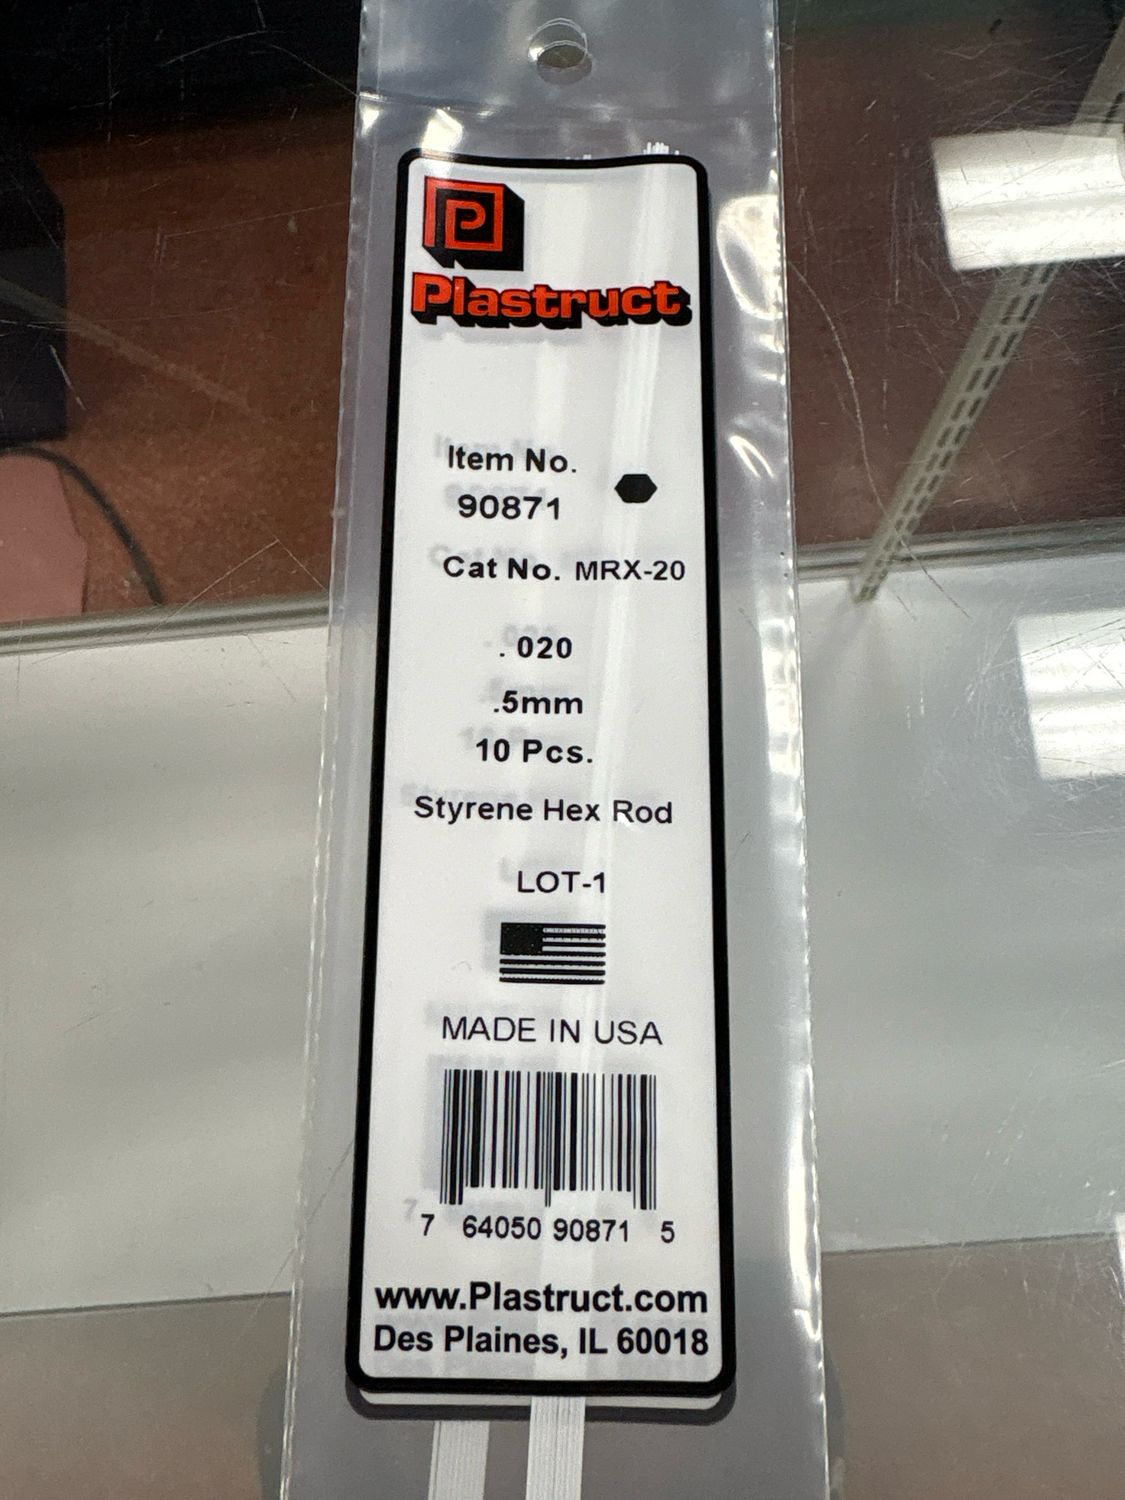 P
Plastruct
Item No.
90871
Cat No. MRX-20
. 020
.5mm
10 Pcs.
Styrene Hex Rod
LOT-1
MADE IN USA
7 64050 90871 5
www.Plastruct.com
Des Plaines, IL 60018